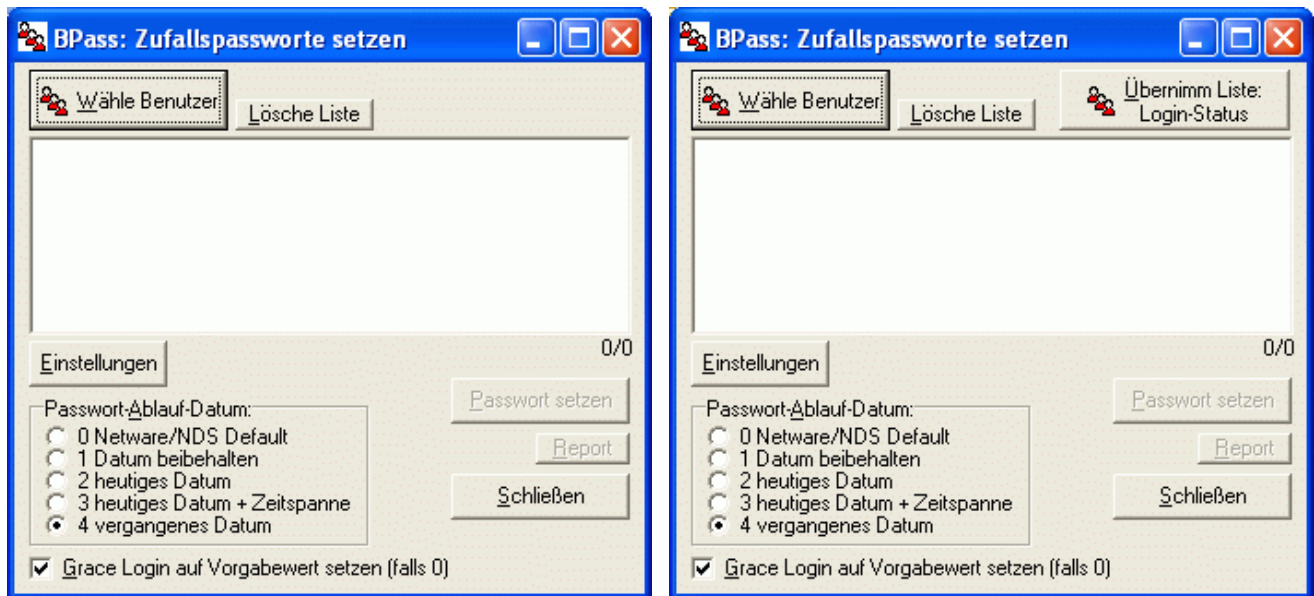 BPass: Zufallspassworte setzen
Wähle Benutzer
Lösche Liste
0/0
Einstellungen
Passwort setzen
Passwort-Ablauf-Datum:
0 Netware/NDS Default
1 Datum beibehalten
2 heutiges Datum
3 heutiges Datum + Zeitspanne
4 vergangenes Datum
Report
Schließen
Grace Login auf Vorgabewert setzen (falls 0)
BPass: Zufallspassworte setzen
Wähle Benutzer
Lösche Liste
Übernimm Liste:
Login-Status
0/0
Einstellungen
Passwort setzen
Passwort-Ablauf-Datum:
0 Netware/NDS Default
1 Datum beibehalten
2 heutiges Datum
3 heutiges Datum + Zeitspanne
4 vergangenes Datum
Report
Schließen
Grace Login auf Vorgabewert setzen (falls 0)